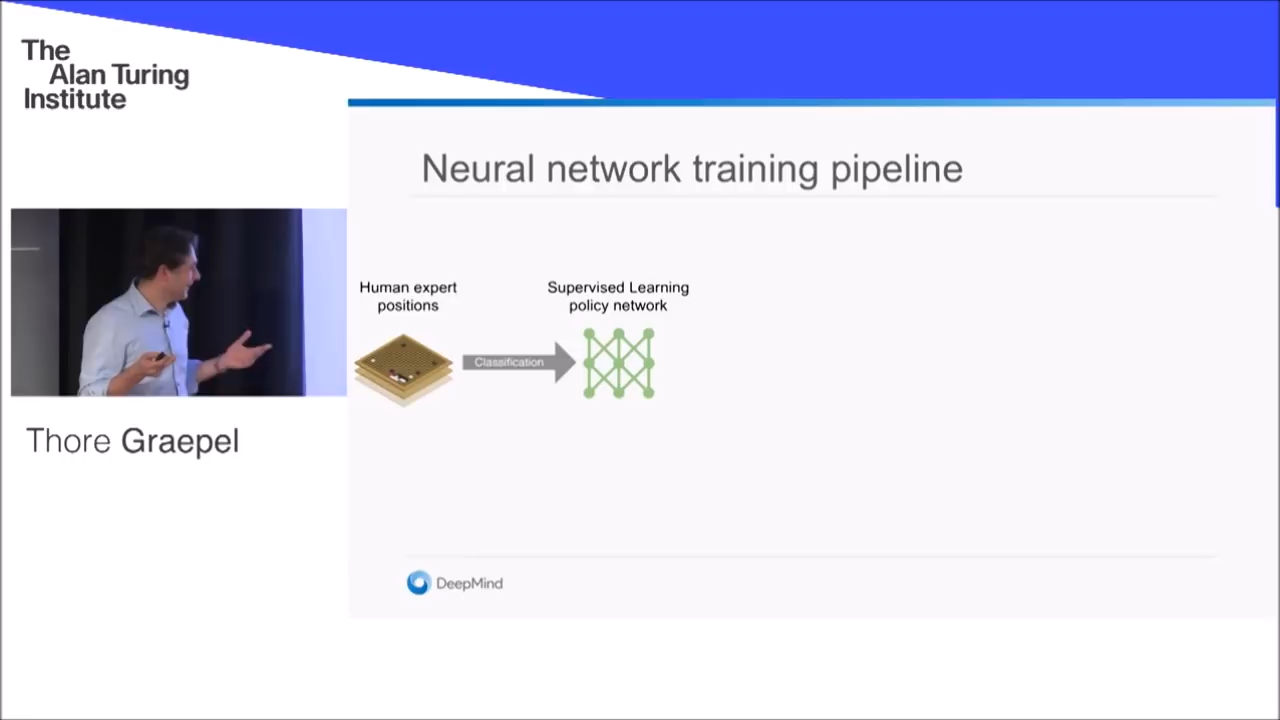 The
Alan Turing
Institute
Neural network training pipeline
Human expert
positions
Supervised Learning
policy network
Classification
Thore Graepel
DeepMind